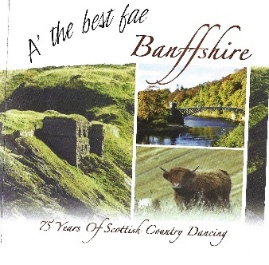 A' the best fae
Banffshire
75 Years Of Scottish Country Dancing